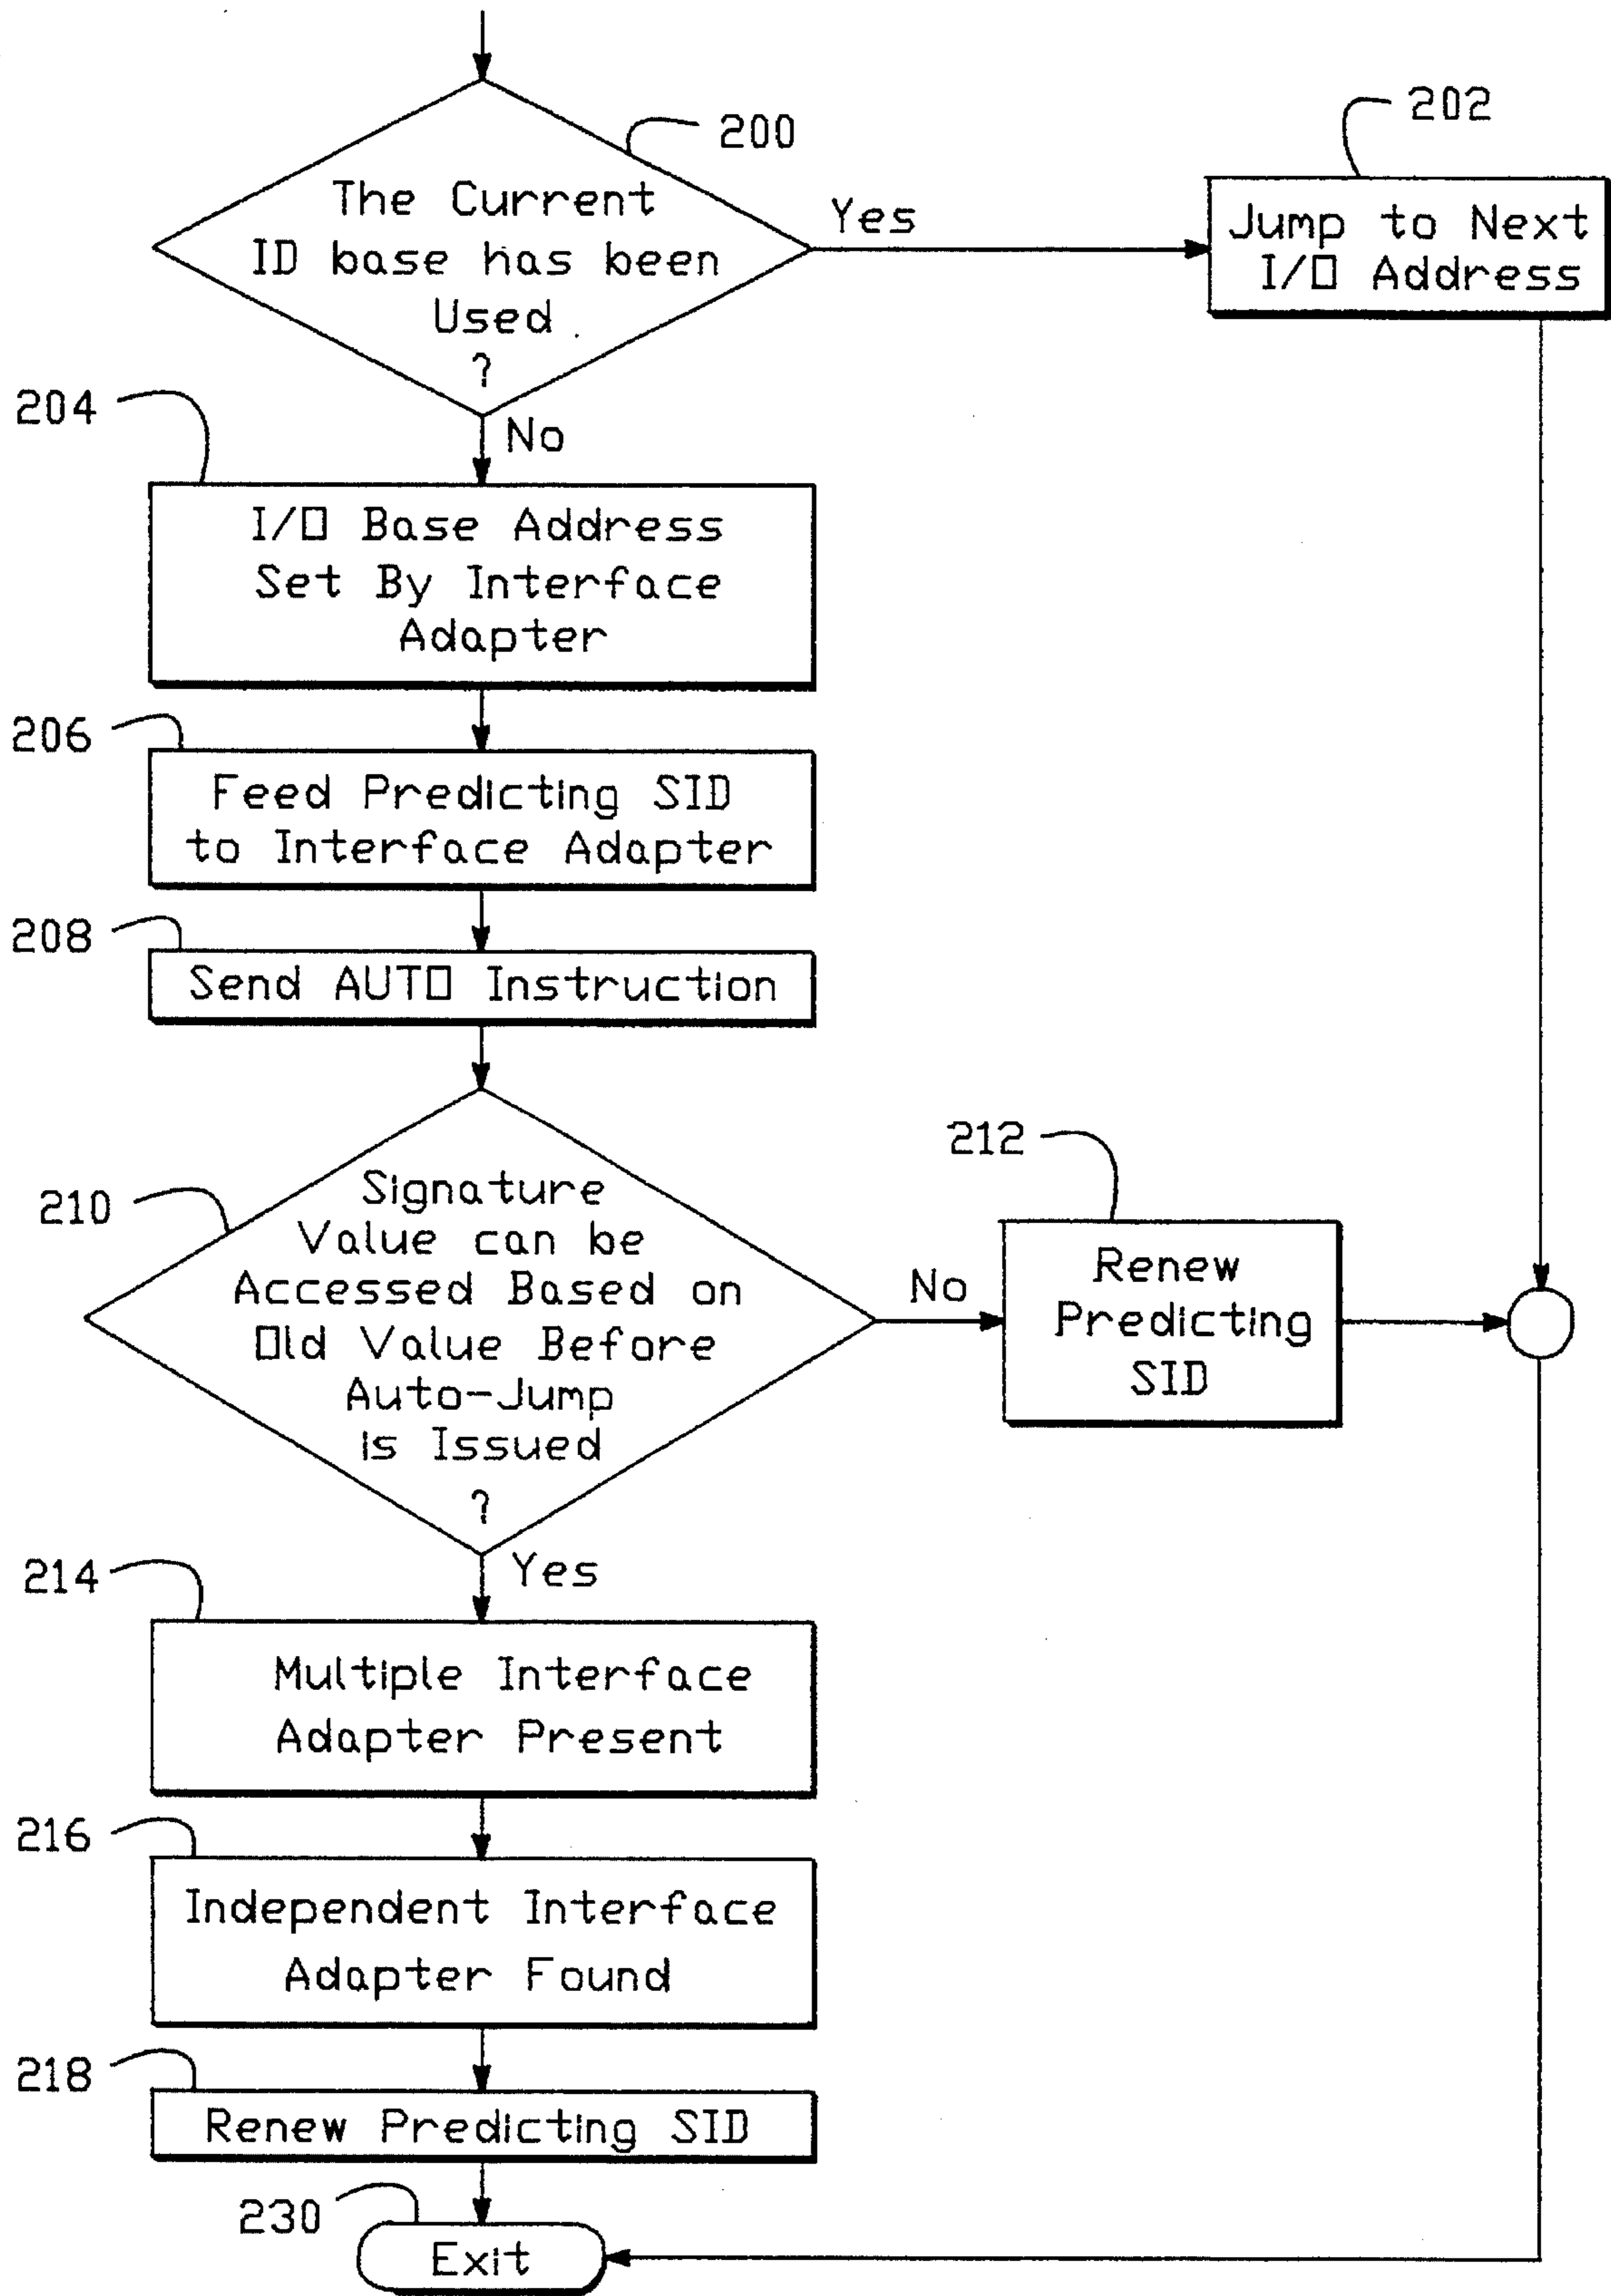 200
The Current
ID base has been
Used
?
Yes
202
Jump to Next
I/O Address
No
204
I/O Base Address
Set By Interface
Adapter
206
Feed Predicting SID
to Interface Adapter
208
Send AUTO Instruction
210
Signature
Value can be
Accessed Based on
Old Value Before
Auto-Jump
is Issued
?
No
212
Renew
Predicting
SID
Yes
214
Multiple Interface
Adapter Present
216
Independent Interface
Adapter Found
218
Renew Predicting SID
230
Exit